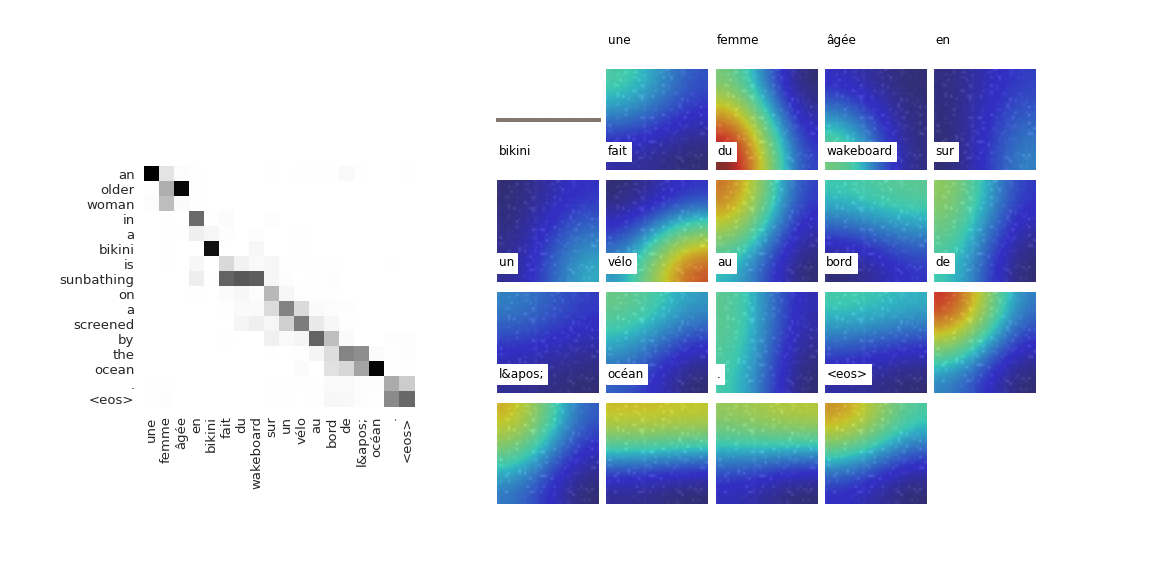 an
older
woman
in
a
bikini
is
sunbathing
on
a
screened
by
the
ocean
.
<eos>
une
femme
âgée
en
bikini
fait
du
wakeboard
sur
un
vélo
au
bord
de
l&apos;
océan
.
<eos>
une femme âgée en
bikini fait du wakeboard sur
un vélo au bord de
l&apos; océan . <eos>